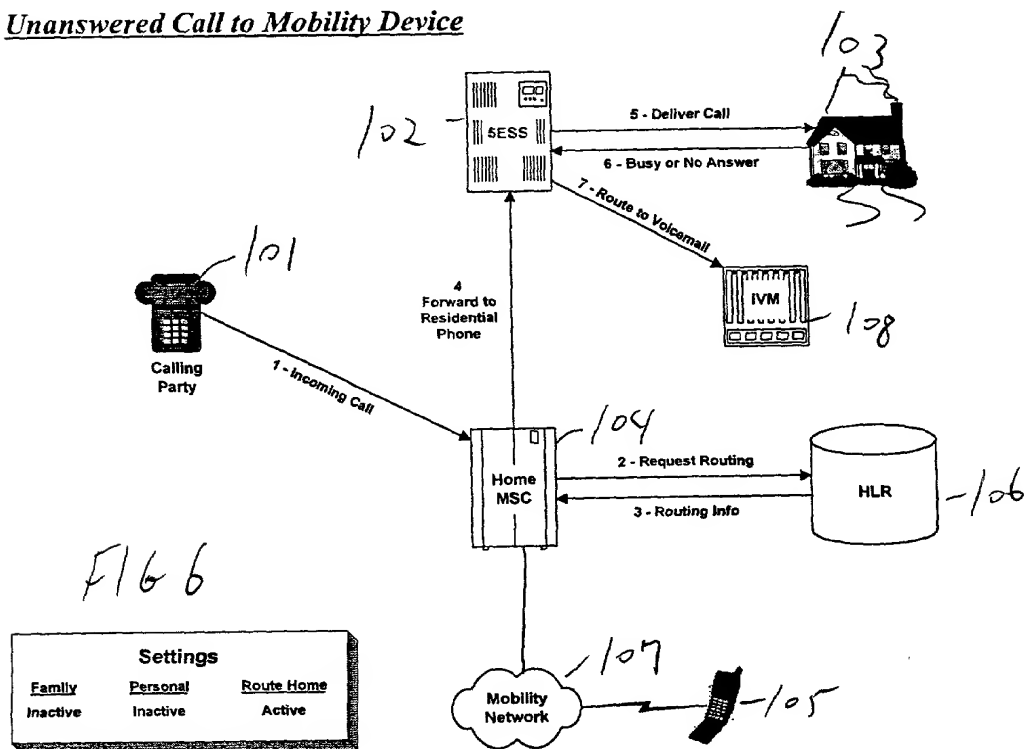 Unanswered Call to Mobility Device
103
102
5ESS
5 - Deliver Call
6 - Busy or No Answer
7 - Route to Voicemail
101
4
Forward to
Residential
Phone
IVM
108
Calling
Party
1 - Incoming Call
104
2 - Request Routing
Home
MSC
HLR
106
3 - Routing Info
FIG 6
Settings
Family Personal Route Home
Inactive Inactive Active
107
Mobility
Network
105